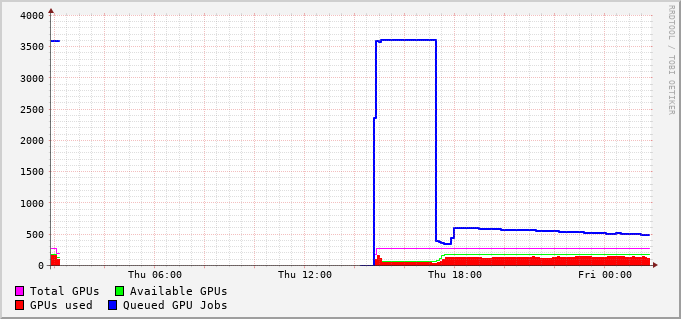 4000
3500
3000
2500
2000
1500
1000
500
0
Thu 06:00 Thu 12:00 Thu 18:00 Fri 00:00
Total GPUs Available GPUs
GPUs used Queued GPU Jobs
RRDTOOL / TOBI OETIKER